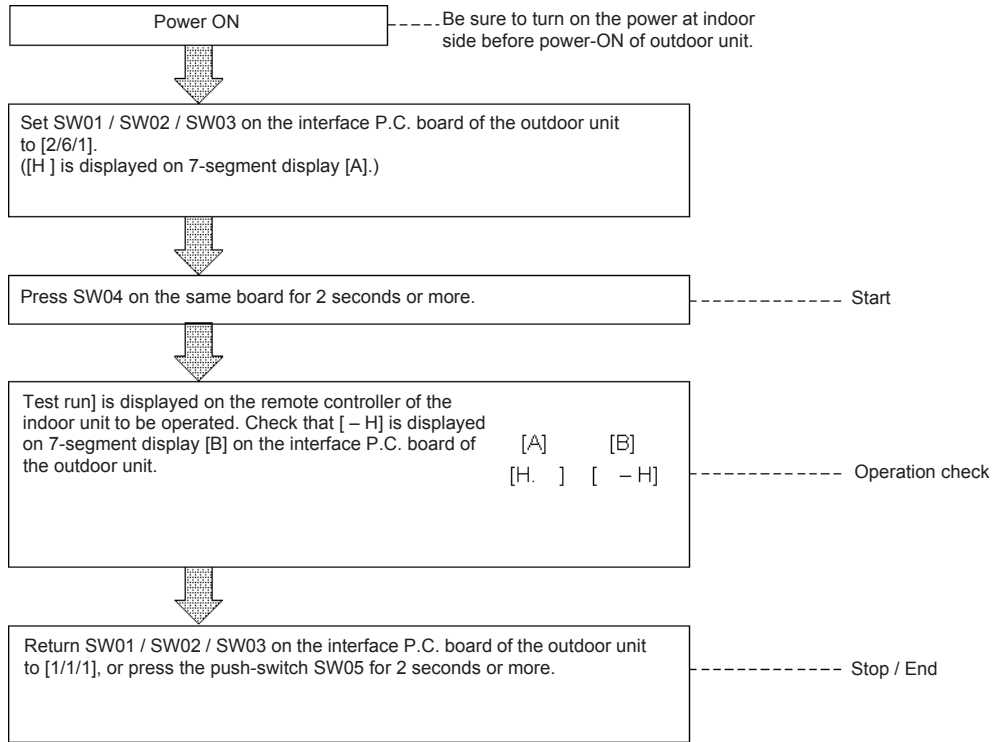 Power ON
Be sure to turn on the power at indoor
side before power-ON of outdoor unit.
Set SW01 / SW02 / SW03 on the interface P.C. board of the outdoor unit
to [2/6/1].
([H ] is displayed on 7-segment display [A].)
Press SW04 on the same board for 2 seconds or more.
Start
Test run] is displayed on the remote controller of the
indoor unit to be operated. Check that [ – H] is displayed
on 7-segment display [B] on the interface P.C. board of
the outdoor unit.
[A] [B]
[H. ] [ – H]
Operation check
Return SW01 / SW02 / SW03 on the interface P.C. board of the outdoor unit
to [1/1/1], or press the push-switch SW05 for 2 seconds or more.
Stop / End